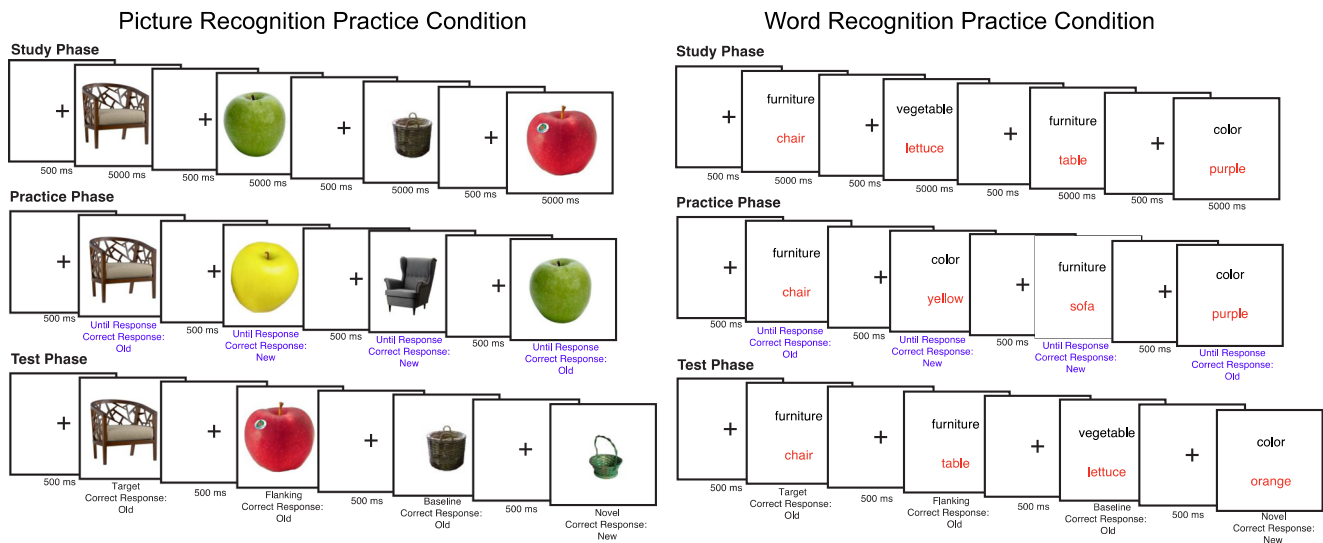 Picture Recognition Practice Condition
Study Phase
+
+
+
+
500 ms
5000 ms
500 ms
5000 ms
500 ms
5000 ms
500 ms
5000 ms
Practice Phase
+
+
+
+
500 ms
Until Response
Correct Response:
Old
500 ms
Until Response
Correct Response:
New
500 ms
Until Response
Correct Response:
New
500 ms
Until Response
Correct Response:
Old
Test Phase
+
+
+
+
500 ms
Target
Correct Response:
Old
500 ms
Flanking
Correct Response:
Old
500 ms
Baseline
Correct Response:
Old
500 ms
Novel
Correct Response:
New
Word Recognition Practice Condition
Study Phase
+
furniture
chair
+
vegetable
lettuce
+
furniture
table
+
color
purple
500 ms
5000 ms
500 ms
5000 ms
500 ms
5000 ms
500 ms
5000 ms
Practice Phase
+
furniture
chair
+
color
yellow
+
furniture
sofa
+
color
purple
500 ms
Until Response
Correct Response:
Old
500 ms
Until Response
Correct Response:
New
500 ms
Until Response
Correct Response:
New
500 ms
Until Response
Correct Response:
Old
Test Phase
+
furniture
chair
+
furniture
table
+
vegetable
lettuce
+
color
orange
500 ms
Target
Correct Response:
Old
500 ms
Flanking
Correct Response:
Old
500 ms
Baseline
Correct Response:
Old
500 ms
Novel
Correct Response:
New